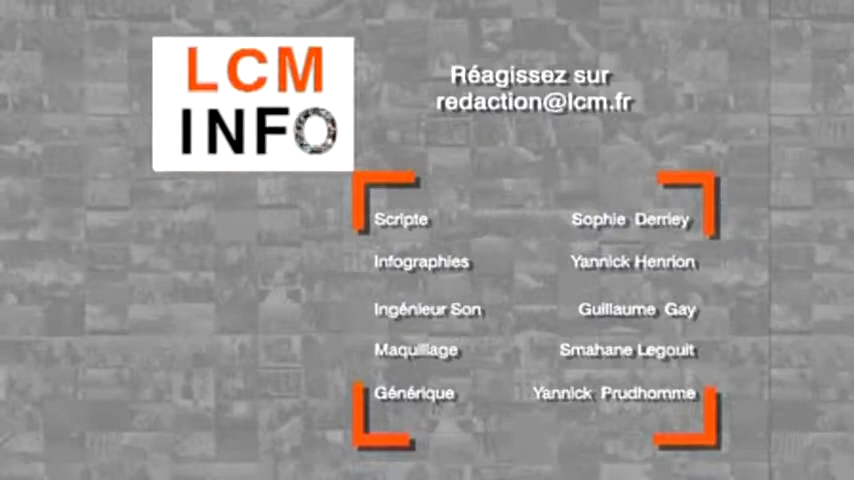 LCM
INFO
Réagissez sur
redaction@lcm.fr
Scripte Sophie Derriey
Infographies Yannick Henrion
Ingénieur Son Guillaume Gay
Maquillage Smahane Legouit
Générique Yannick Prudhomme